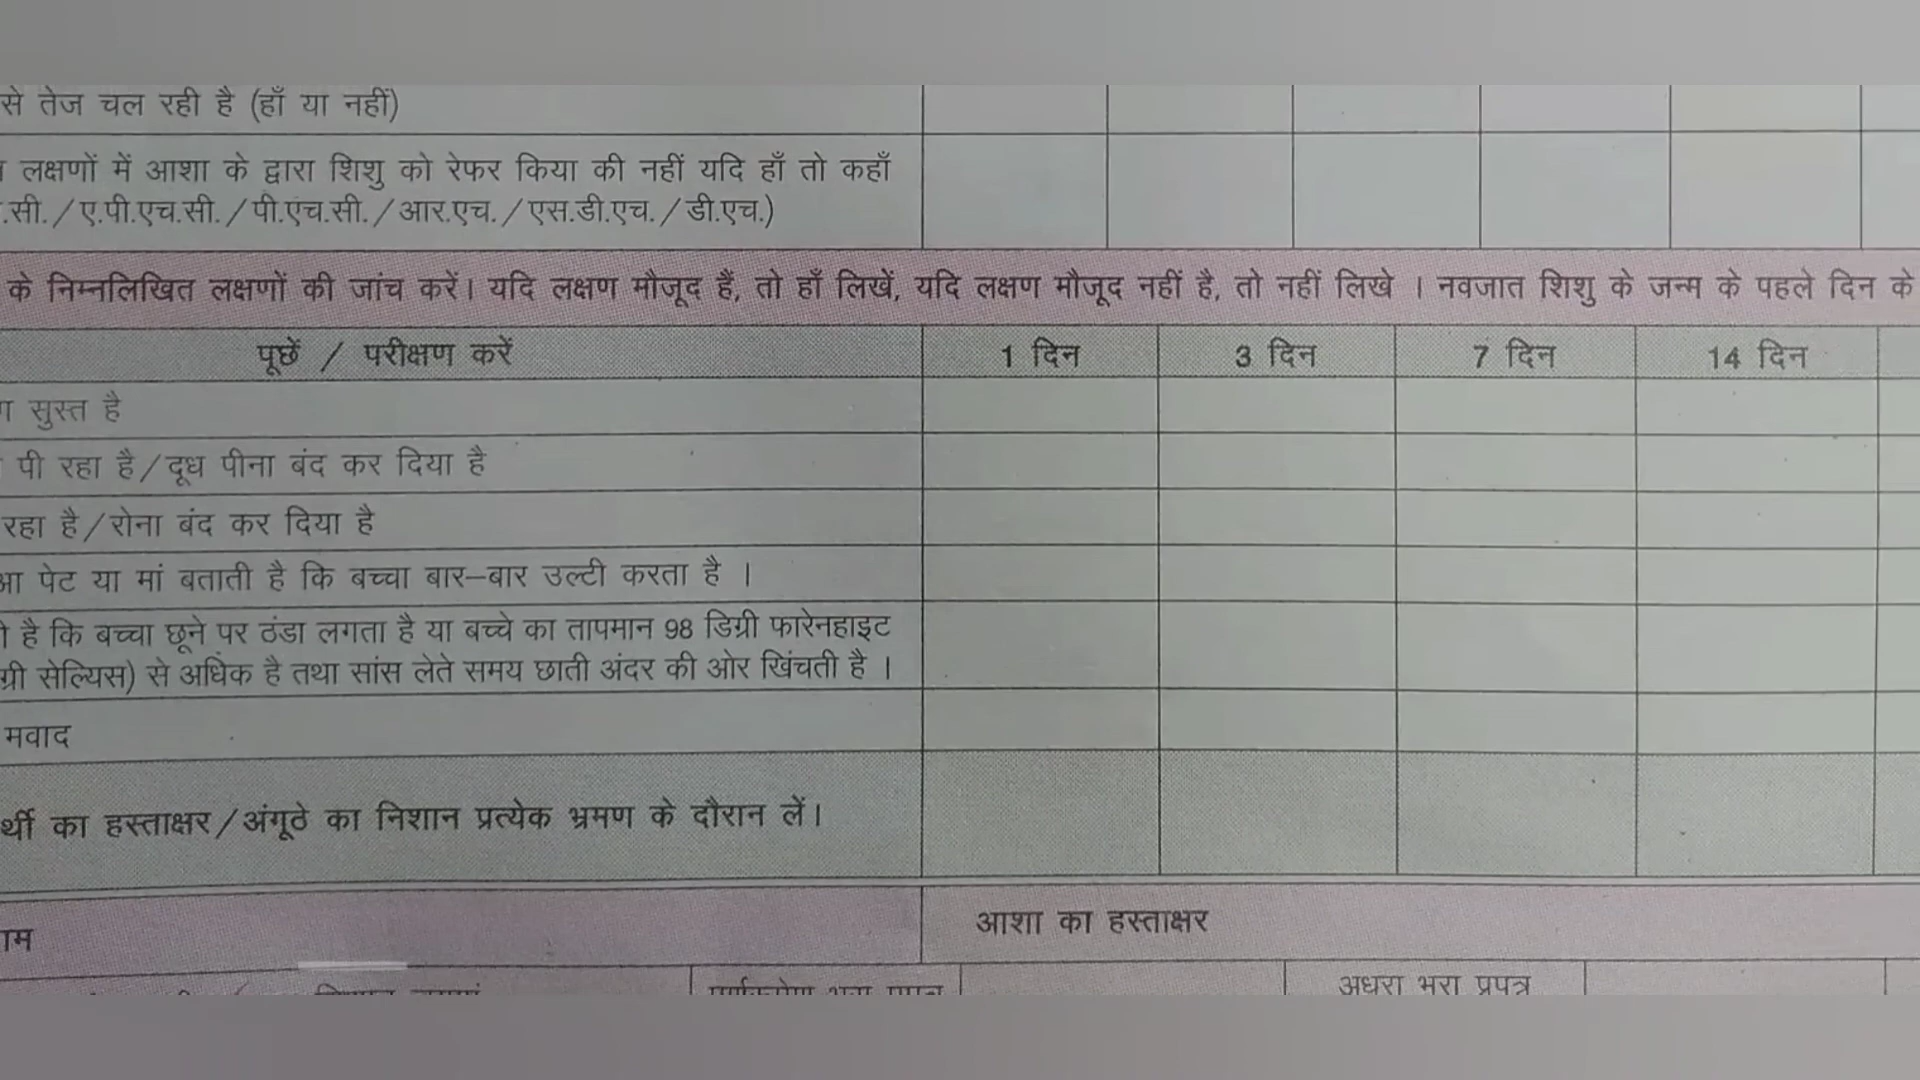 से तेज चल रही है (हाँ या नहीं)
लक्षणों में आशा के द्वारा शिशु को रेफर किया की नहीं यदि हाँ तो कहाँ
.सी./ए.पी.एच.सी./पी.एच.सी./आर.एच./एस.डी.एच./डी.एच.)
के निम्नलिखित लक्षणों की जांच करें। यदि लक्षण मौजूद हैं, तो हाँ लिखें, यदि लक्षण मौजूद नहीं है, तो नहीं लिखे । नवजात शिशु के जन्म के पहले दिन के
पूछें / परीक्षण करें 1 दिन 3 दिन 7 दिन 14 दिन
सुस्त है
पी रहा है/दूध पीना बंद कर दिया है
रहा है/रोना बंद कर दिया है
पेट या मां बताती है कि बच्चा बार–बार उल्टी करता है ।
है कि बच्चा छूने पर ठंडा लगता है या बच्चे का तापमान 98 डिग्री फारेनहाइट
ग्री सेल्यिस) से अधिक है तथा सांस लेते समय छाती अंदर की ओर खिंचती है ।
मवाद
र्थी का हस्ताक्षर/अंगूठे का निशान प्रत्येक भ्रमण के दौरान लें।
आशा का हस्ताक्षर
अधूरा भरा प्रपत्र